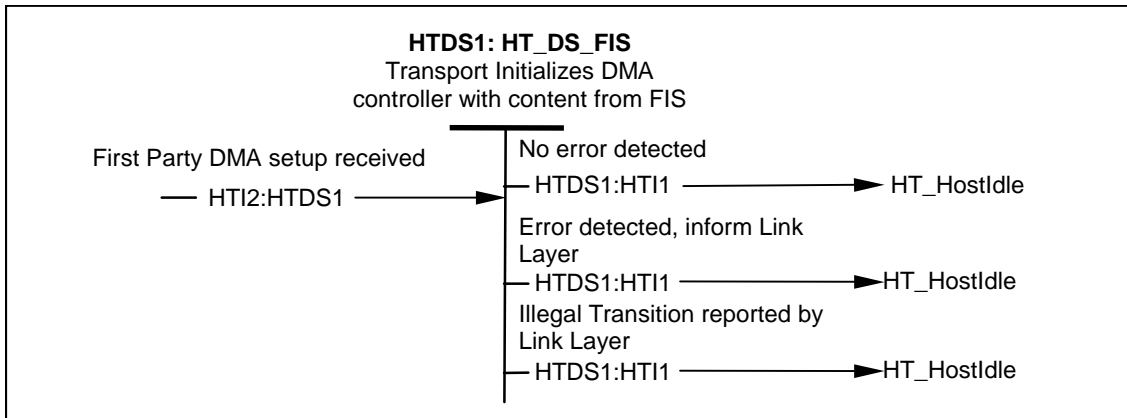 HTDS1: HT_DS_FIS
Transport Initializes DMA
controller with content from FIS
First Party DMA setup received
HTI2:HTDS1
No error detected
HTDS1:HTI1
HT_HostIdle
Error detected, inform Link
Layer
HTDS1:HTI1
HT_HostIdle
Illegal Transition reported by
Link Layer
HTDS1:HTI1
HT_HostIdle